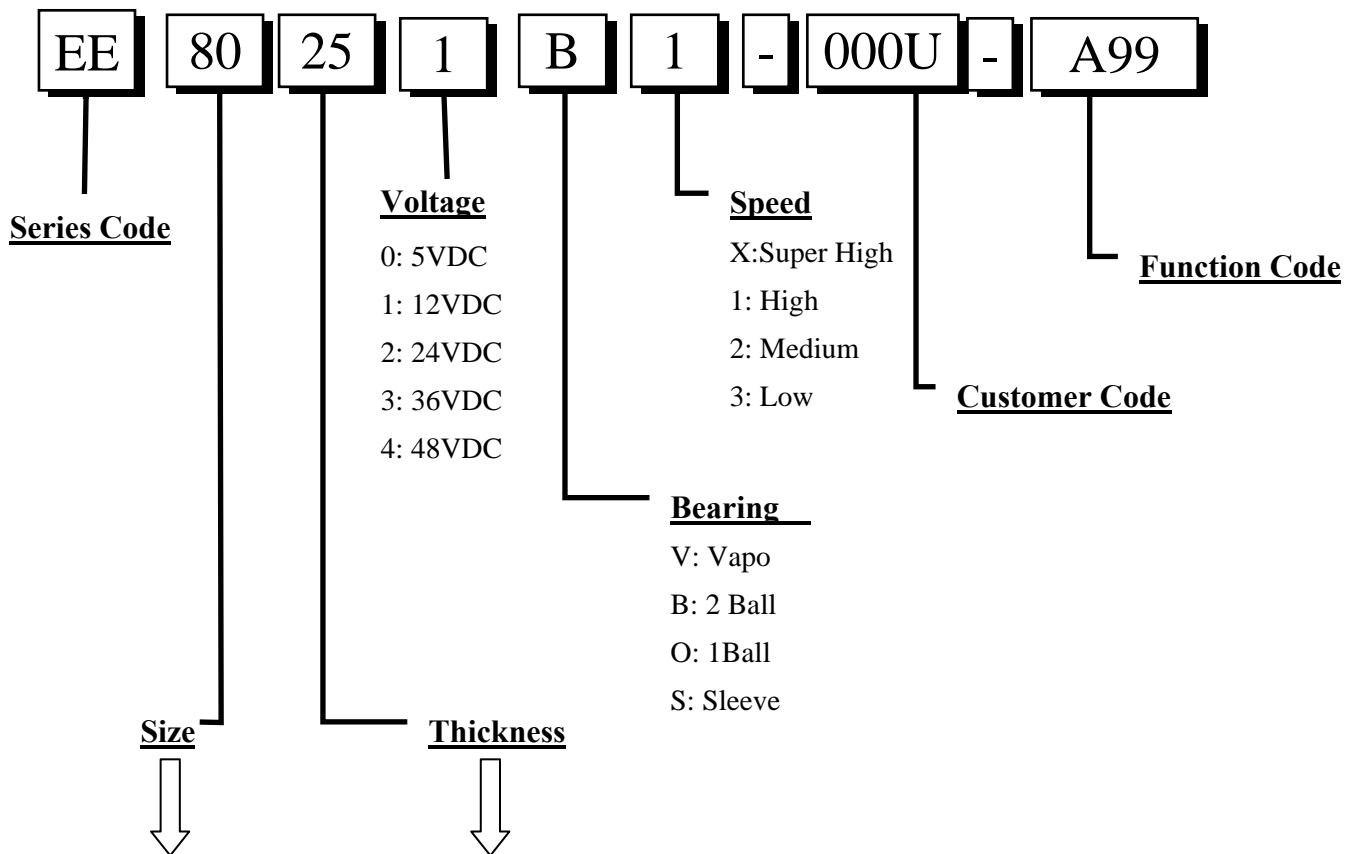 EE 80 25 1 B 1 - 000U - A99
Series Code
Voltage
0: 5VDC
1: 12VDC
2: 24VDC
3: 36VDC
4: 48VDC
Speed
X:Super High
1: High
2: Medium
3: Low
Function Code
Customer Code
Bearing
V: Vapo
B: 2 Ball
O: 1Ball
S: Sleeve
Size
Thickness